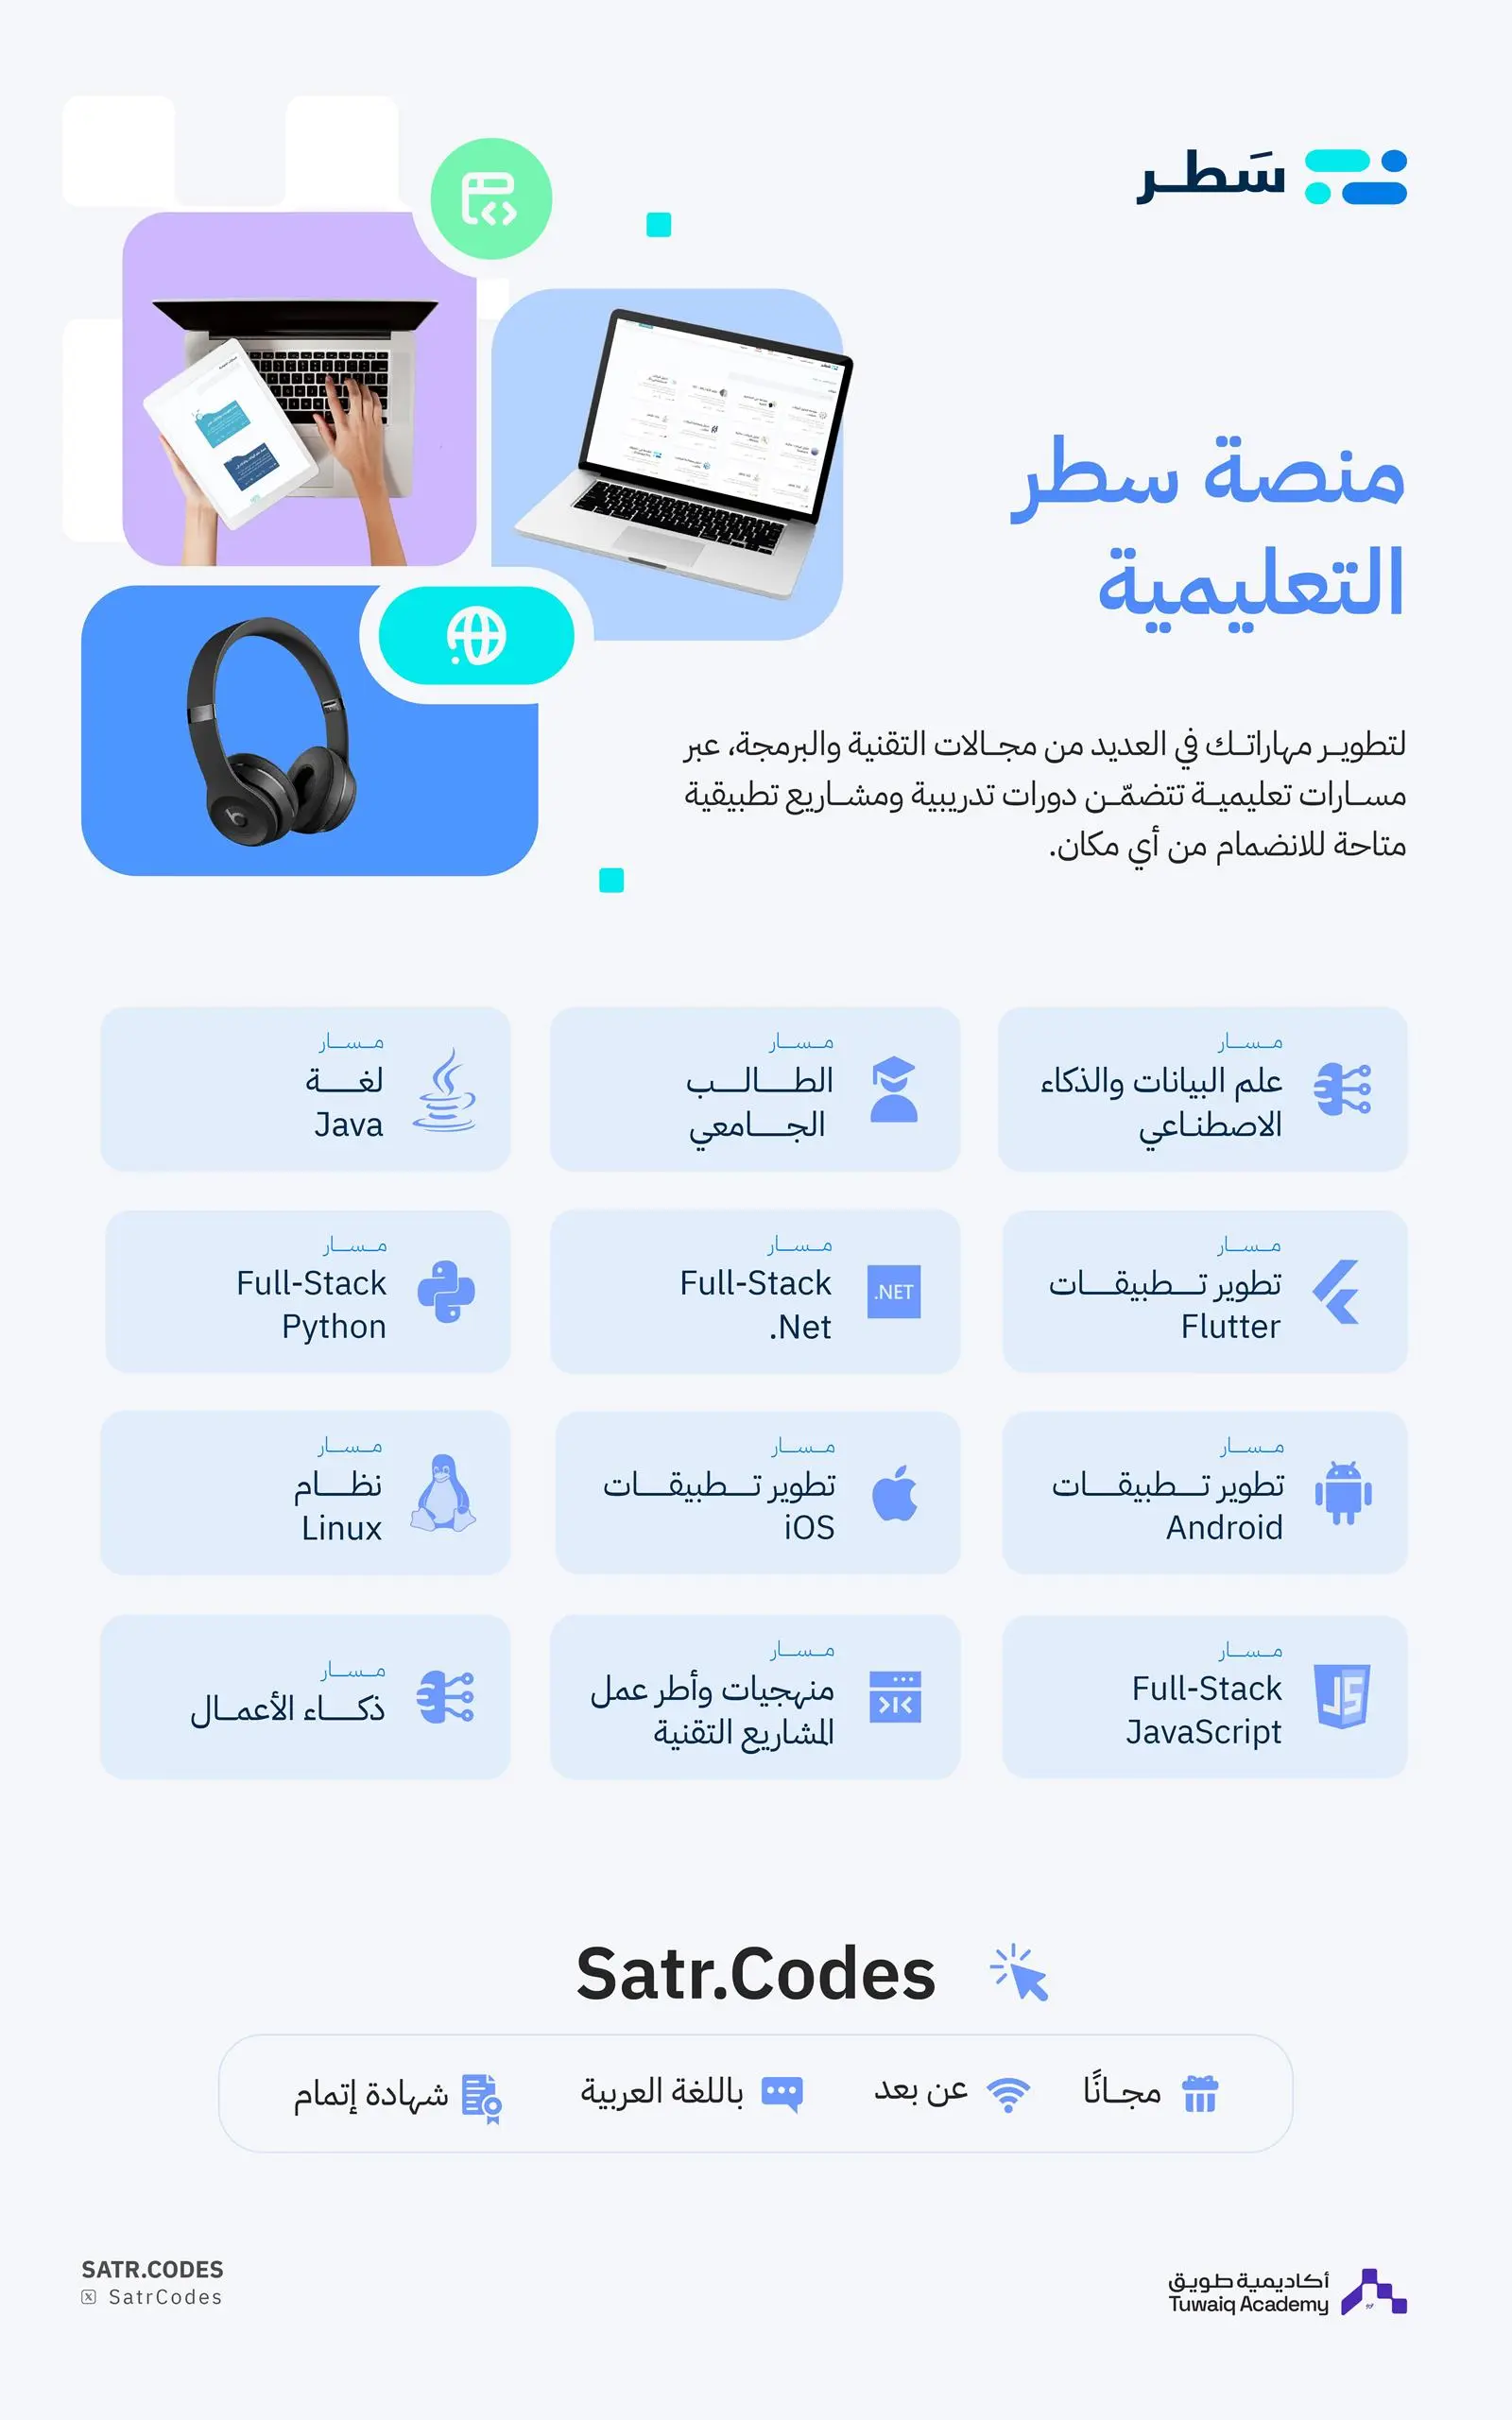 سَطر
منصة سطر
التعليمية
لتطوير مهاراتك في العديد من مجالات التقنية والبرمجة، عبر
مسارات تعليمية تتضمّن دورات تدريبية ومشاريع تطبيقية
متاحة للانضمام من أي مكان.
مسار
علم البيانات والذكاء
الاصطناعي
مسار
الطالب
الجامعي
مسار
لغة
Java
مسار
تطوير تطبيقات
Flutter
مسار
Full-Stack
.Net
.NET
مسار
Full-Stack
Python
مسار
تطوير تطبيقات
Android
مسار
تطوير تطبيقات
iOS
مسار
نظام
Linux
مسار
Full-Stack
JavaScript
JS
مسار
منهجيات وأطر عمل
المشاريع التقنية
مسار
ذكاء الأعمال
Satr.Codes
مجانًا
عن بعد
باللغة العربية
شهادة إتمام
أكاديمية طويق
Tuwaiq Academy
SATR.CODES
X SatrCodes